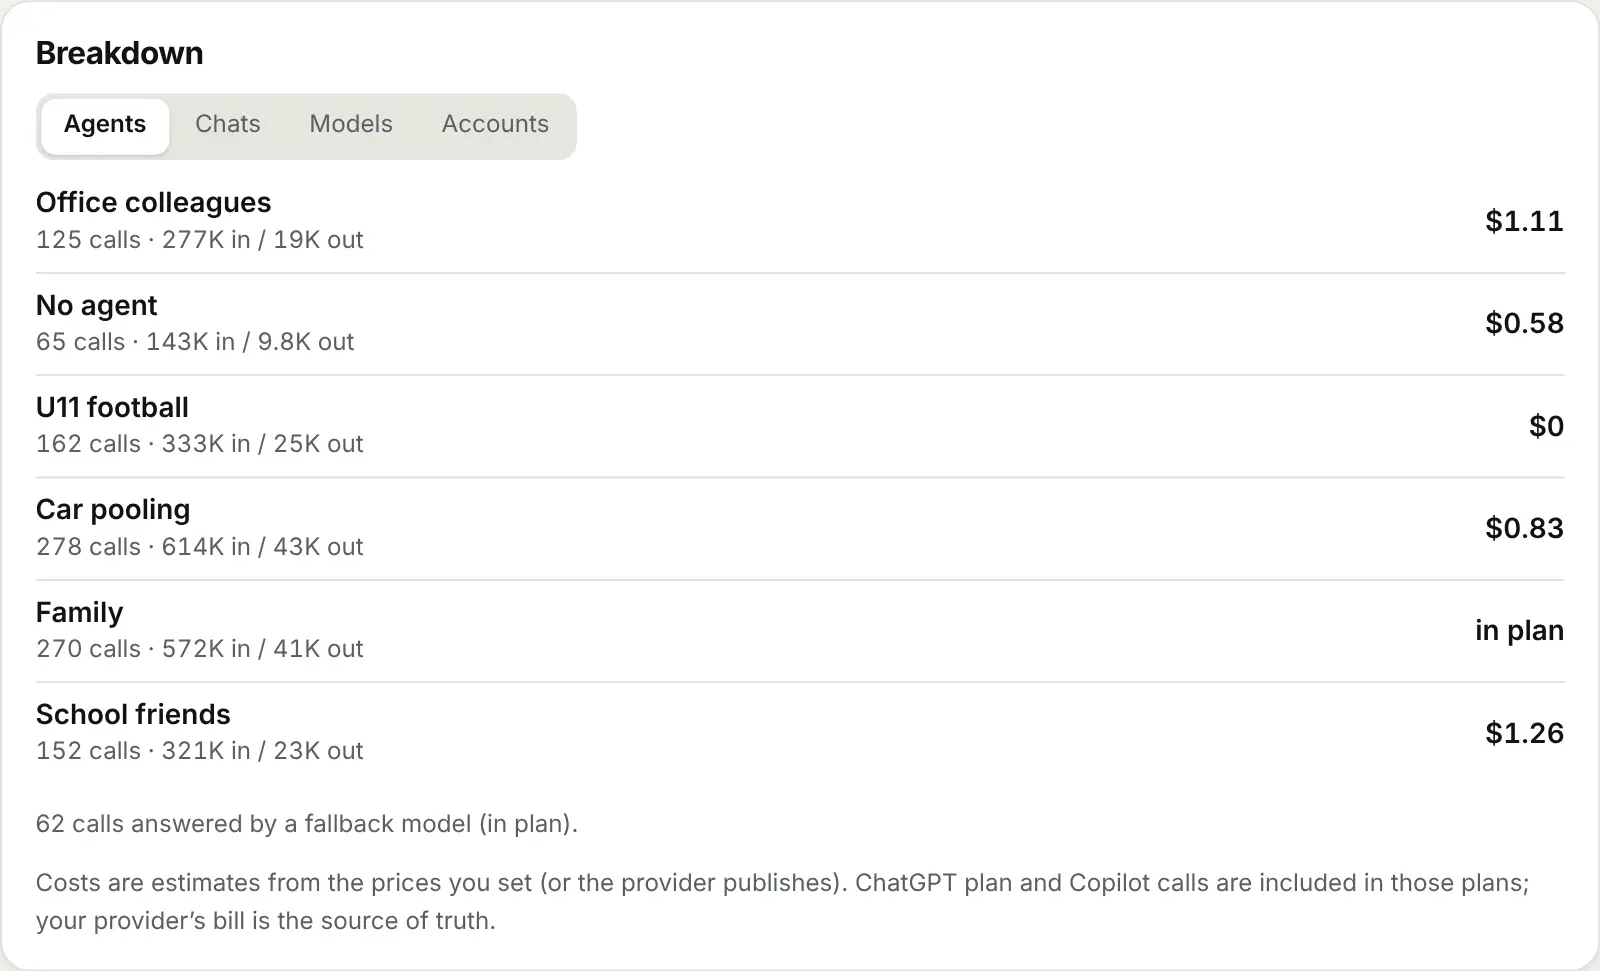 Breakdown
Agents Chats Models Accounts
Office colleagues
125 calls · 277K in / 19K out
$1.11
No agent
65 calls · 143K in / 9.8K out
$0.58
U11 football
162 calls · 333K in / 25K out
$0
Car pooling
278 calls · 614K in / 43K out
$0.83
Family
270 calls · 572K in / 41K out
in plan
School friends
152 calls · 321K in / 23K out
$1.26
62 calls answered by a fallback model (in plan).
Costs are estimates from the prices you set (or the provider publishes). ChatGPT plan and Copilot calls are included in those plans;
your provider’s bill is the source of truth.